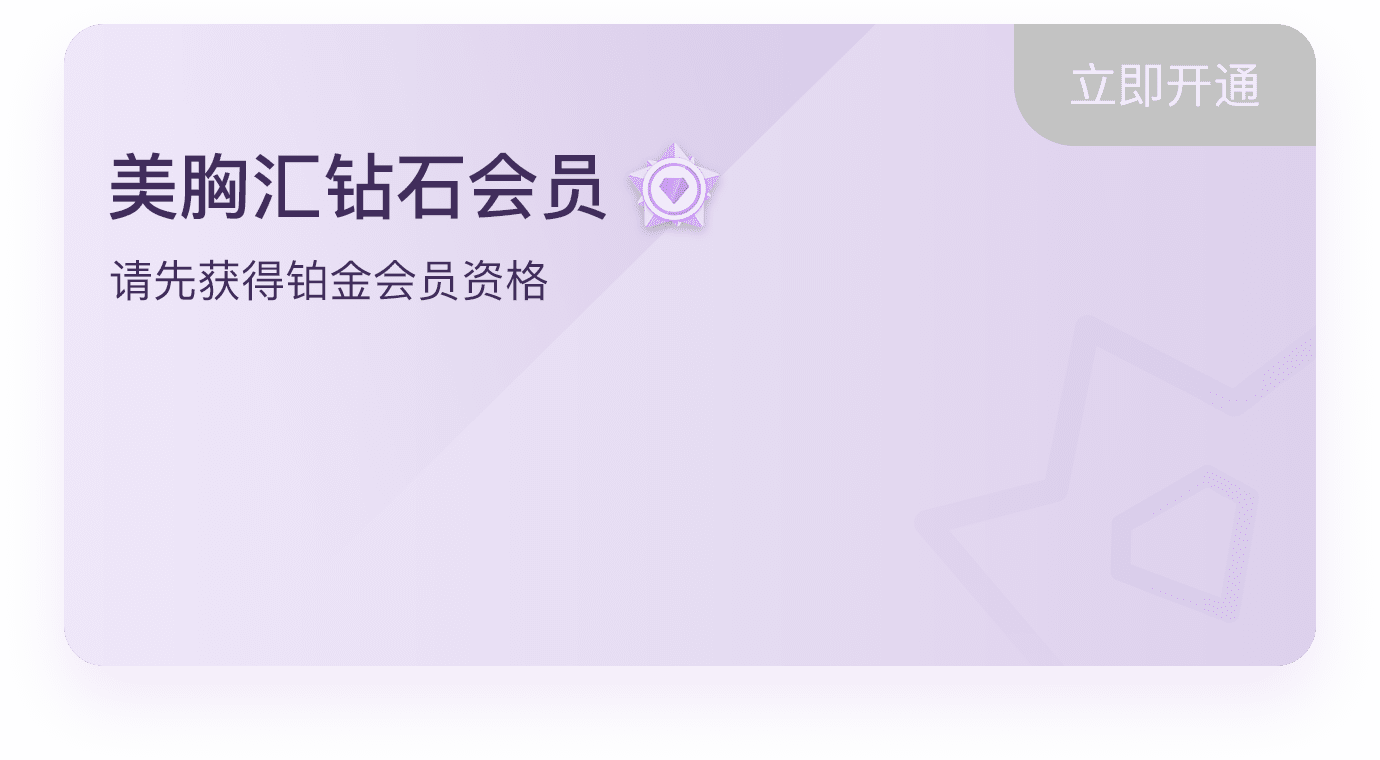 立即开通
美胸汇钻石会员
请先获得铂金会员资格